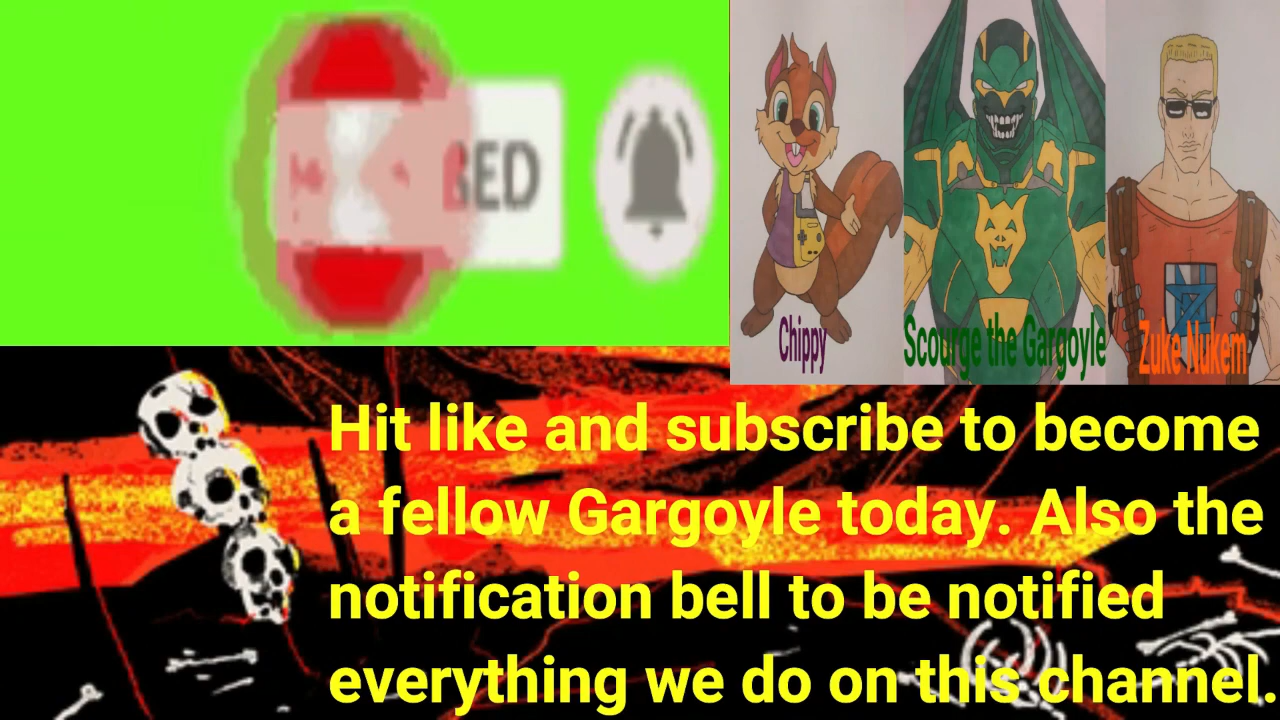 BED
Chippy
Scourge the Gargoyle
Zuke Nukem
Hit like and subscribe to become
a fellow Gargoyle today. Also the
notification bell to be notified
everything we do on this channel.